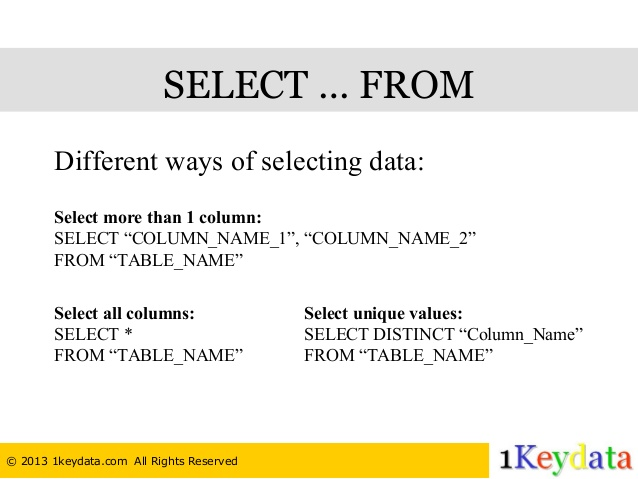 SELECT ... FROM
Different ways of selecting data:
Select more than 1 column:
SELECT “COLUMN_NAME_1”, “COLUMN_NAME_2”
FROM “TABLE_NAME”
Select all columns:
SELECT *
FROM “TABLE_NAME”
Select unique values:
SELECT DISTINCT “Column_Name”
FROM “TABLE_NAME”
© 2013 1keydata.com All Rights Reserved
1Keydata